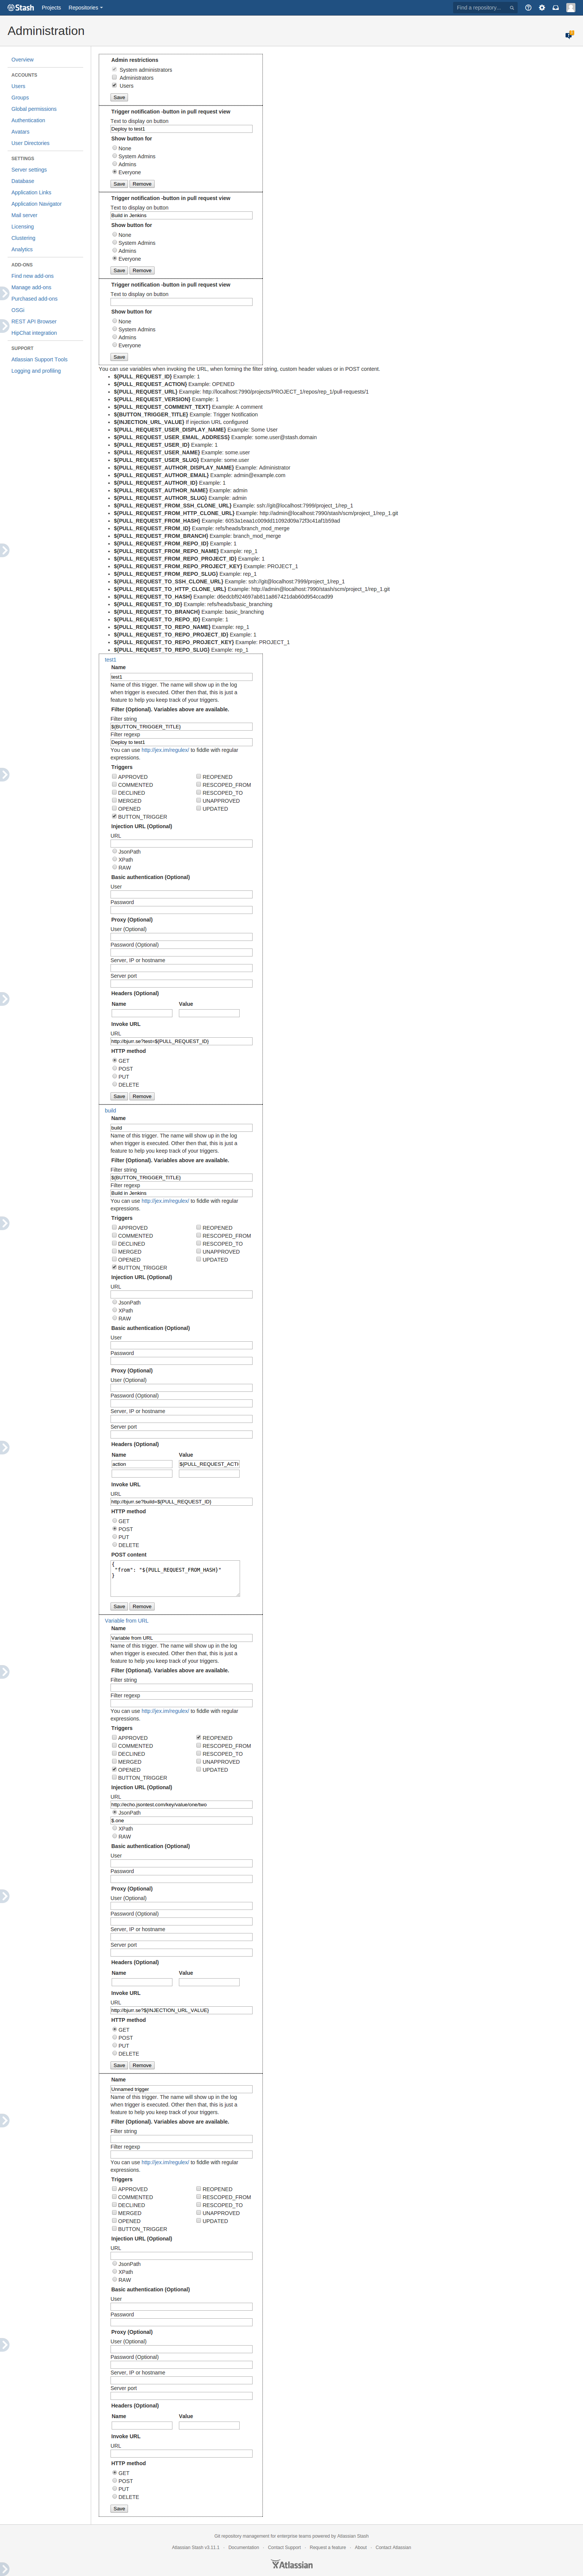 Stash Projects Repositories Find a repository...
Administration
Overview
ACCOUNTS
Users
Groups
Global permissions
Authentication
Avatars
User Directories
SETTINGS
Server settings
Database
Application Links
Application Navigator
Mail server
Licensing
Clustering
Analytics
ADD-ONS
Find new add-ons
Manage add-ons
Purchased add-ons
OSGi
REST API Browser
HipChat integration
SUPPORT
Atlassian Support Tools
Logging and profiling
Admin restrictions
System administrators
Administrators
Users
Save
Trigger notification -button in pull request view
Text to display on button
Deploy to test1
Show button for
None
System Admins
Admins
Everyone
Save Remove
Trigger notification -button in pull request view
Text to display on button
Build in Jenkins
Show button for
None
System Admins
Admins
Everyone
Save Remove
Trigger notification -button in pull request view
Text to display on button
Show button for
None
System Admins
Admins
Everyone
Save
You can use variables when invoking the URL, when forming the filter string, custom header values or in POST content.
${PULL_REQUEST_ID} Example: 1
${PULL_REQUEST_ACTION} Example: OPENED
${PULL_REQUEST_URL} Example: http://localhost:7990/projects/PROJECT_1/repos/rep_1/pull-requests/1
${PULL_REQUEST_VERSION} Example: 1
${PULL_REQUEST_COMMENT_TEXT} Example: A comment
${BUTTON_TRIGGER_TITLE} Example: Trigger Notification
${INJECTION_URL_VALUE} If injection URL configured
${PULL_REQUEST_USER_DISPLAY_NAME} Example: Some User
${PULL_REQUEST_USER_EMAIL_ADDRESS} Example: some.user@stash.domain
${PULL_REQUEST_USER_ID} Example: 1
${PULL_REQUEST_USER_NAME} Example: some.user
${PULL_REQUEST_USER_SLUG} Example: some.user
${PULL_REQUEST_AUTHOR_DISPLAY_NAME} Example: Administrator
${PULL_REQUEST_AUTHOR_EMAIL} Example: admin@example.com
${PULL_REQUEST_AUTHOR_ID} Example: 1
${PULL_REQUEST_AUTHOR_NAME} Example: admin
${PULL_REQUEST_AUTHOR_SLUG} Example: admin
${PULL_REQUEST_FROM_SSH_CLONE_URL} Example: ssh://git@localhost:7999/project_1/rep_1
${PULL_REQUEST_FROM_HTTP_CLONE_URL} Example: http://admin@localhost:7990/stash/scm/project_1/rep_1.git
${PULL_REQUEST_FROM_HASH} Example: 6053a1eaa1c009dd11092d09a72f3c41af1b59ad
${PULL_REQUEST_FROM_ID} Example: refs/heads/branch_mod_merge
${PULL_REQUEST_FROM_BRANCH} Example: branch_mod_merge
${PULL_REQUEST_FROM_REPO_ID} Example: 1
${PULL_REQUEST_FROM_REPO_NAME} Example: rep_1
${PULL_REQUEST_FROM_REPO_PROJECT_ID} Example: 1
${PULL_REQUEST_FROM_REPO_PROJECT_KEY} Example: PROJECT_1
${PULL_REQUEST_FROM_REPO_SLUG} Example: rep_1
${PULL_REQUEST_TO_SSH_CLONE_URL} Example: ssh://git@localhost:7999/project_1/rep_1
${PULL_REQUEST_TO_HTTP_CLONE_URL} Example: http://admin@localhost:7990/stash/scm/project_1/rep_1.git
${PULL_REQUEST_TO_HASH} Example: d6edcbf924697ab811a867421dab60d954ccad99
${PULL_REQUEST_TO_ID} Example: refs/heads/basic_branching
${PULL_REQUEST_TO_BRANCH} Example: basic_branching
${PULL_REQUEST_TO_REPO_ID} Example: 1
${PULL_REQUEST_TO_REPO_NAME} Example: rep_1
${PULL_REQUEST_TO_REPO_PROJECT_ID} Example: 1
${PULL_REQUEST_TO_REPO_PROJECT_KEY} Example: PROJECT_1
${PULL_REQUEST_TO_REPO_SLUG} Example: rep_1
test1
Name
test1
Name of this trigger. The name will show up in the log
when trigger is executed. Other then that, this is just a
feature to help you keep track of your triggers.
Filter (Optional). Variables above are available.
Filter string
${BUTTON_TRIGGER_TITLE}
Filter regexp
Deploy to test1
You can use http://jex.im/regulex/ to fiddle with regular
expressions.
Triggers
APPROVED REOPENED
COMMENTED RESCOPED_FROM
DECLINED RESCOPED_TO
MERGED UNAPPROVED
OPENED UPDATED
BUTTON_TRIGGER
Injection URL (Optional)
URL
JsonPath
XPath
RAW
Basic authentication (Optional)
User
Password
Proxy (Optional)
User (Optional)
Password (Optional)
Server, IP or hostname
Server port
Headers (Optional)
Name Value
Invoke URL
URL
http://bjurr.se?test=${PULL_REQUEST_ID}
HTTP method
GET
POST
PUT
DELETE
Save Remove
build
Name
build
Name of this trigger. The name will show up in the log
when trigger is executed. Other then that, this is just a
feature to help you keep track of your triggers.
Filter (Optional). Variables above are available.
Filter string
${BUTTON_TRIGGER_TITLE}
Filter regexp
Build in Jenkins
You can use http://jex.im/regulex/ to fiddle with regular
expressions.
Triggers
APPROVED REOPENED
COMMENTED RESCOPED_FROM
DECLINED RESCOPED_TO
MERGED UNAPPROVED
OPENED UPDATED
BUTTON_TRIGGER
Injection URL (Optional)
URL
JsonPath
XPath
RAW
Basic authentication (Optional)
User
Password
Proxy (Optional)
User (Optional)
Password (Optional)
Server, IP or hostname
Server port
Headers (Optional)
Name Value
action ${PULL_REQUEST_ACTI
Invoke URL
URL
http://bjurr.se?build=${PULL_REQUEST_ID}
HTTP method
GET
POST
PUT
DELETE
POST content
{
"from": "${PULL_REQUEST_FROM_HASH}"
}
Save Remove
Variable from URL
Name
Variable from URL
Name of this trigger. The name will show up in the log
when trigger is executed. Other then that, this is just a
feature to help you keep track of your triggers.
Filter (Optional). Variables above are available.
Filter string
Filter regexp
You can use http://jex.im/regulex/ to fiddle with regular
expressions.
Triggers
APPROVED REOPENED
COMMENTED RESCOPED_FROM
DECLINED RESCOPED_TO
MERGED UNAPPROVED
OPENED UPDATED
BUTTON_TRIGGER
Injection URL (Optional)
URL
http://echo.jsontest.com/key/value/one/two
JsonPath
$.one
XPath
RAW
Basic authentication (Optional)
User
Password
Proxy (Optional)
User (Optional)
Password (Optional)
Server, IP or hostname
Server port
Headers (Optional)
Name Value
Invoke URL
URL
http://bjurr.se?${INJECTION_URL_VALUE}
HTTP method
GET
POST
PUT
DELETE
Save Remove
Name
Unnamed trigger
Name of this trigger. The name will show up in the log
when trigger is executed. Other then that, this is just a
feature to help you keep track of your triggers.
Filter (Optional). Variables above are available.
Filter string
Filter regexp
You can use http://jex.im/regulex/ to fiddle with regular
expressions.
Triggers
APPROVED REOPENED
COMMENTED RESCOPED_FROM
DECLINED RESCOPED_TO
MERGED UNAPPROVED
OPENED UPDATED
BUTTON_TRIGGER
Injection URL (Optional)
URL
JsonPath
XPath
RAW
Basic authentication (Optional)
User
Password
Proxy (Optional)
User (Optional)
Password (Optional)
Server, IP or hostname
Server port
Headers (Optional)
Name Value
Invoke URL
URL
HTTP method
GET
POST
PUT
DELETE
Save
Git repository management for enterprise teams powered by Atlassian Stash
Atlassian Stash v3.11.1 · Documentation · Contact Support · Request a feature · About · Contact Atlassian
Atlassian